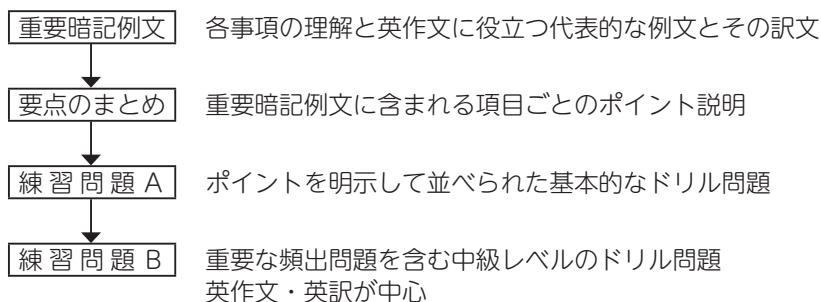 重要暗記例文 各事項の理解と英作文に役立つ代表的な例文とその訳文
要点のまとめ 重要暗記例文に含まれる項目ごとのポイント説明
練習問題 A ポイントを明示して並べられた基本的なドリル問題
練習問題 B 重要な頻出問題を含む中級レベルのドリル問題
英作文・英訳が中心